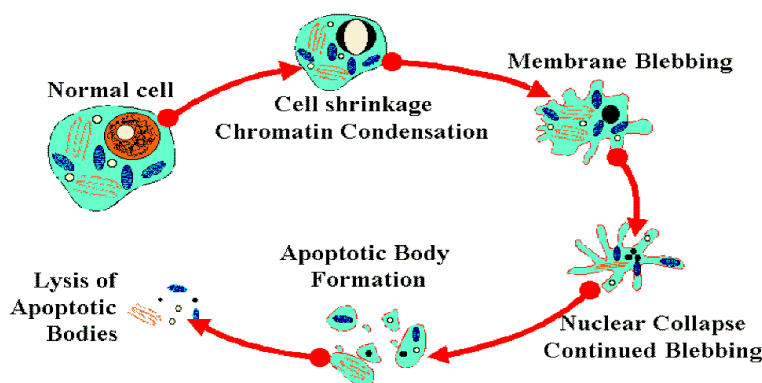 Normal cell
Cell shrinkage
Chromatin Condensation
Membrane Blebbing
Nuclear Collapse
Continued Blebbing
Apoptotic Body
Formation
Lysis of
Apoptotic
Bodies